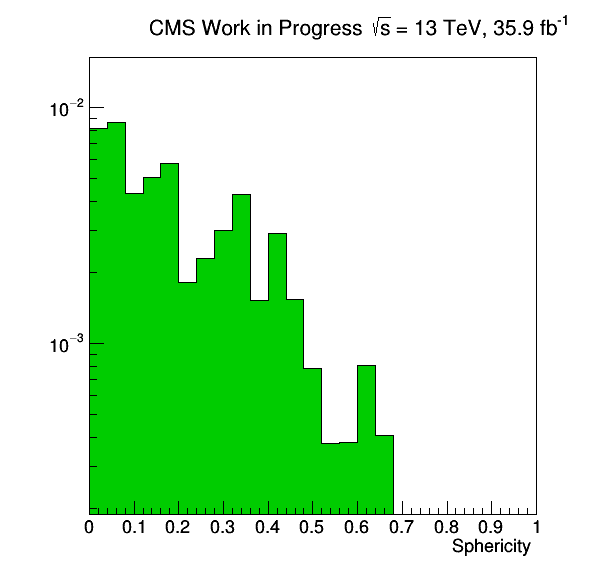 CMS Work in Progress √s = 13 TeV, 35.9 fb⁻¹
10⁻²
10⁻³
0 0.1 0.2 0.3 0.4 0.5 0.6 0.7 0.8 0.9 1
Sphericity